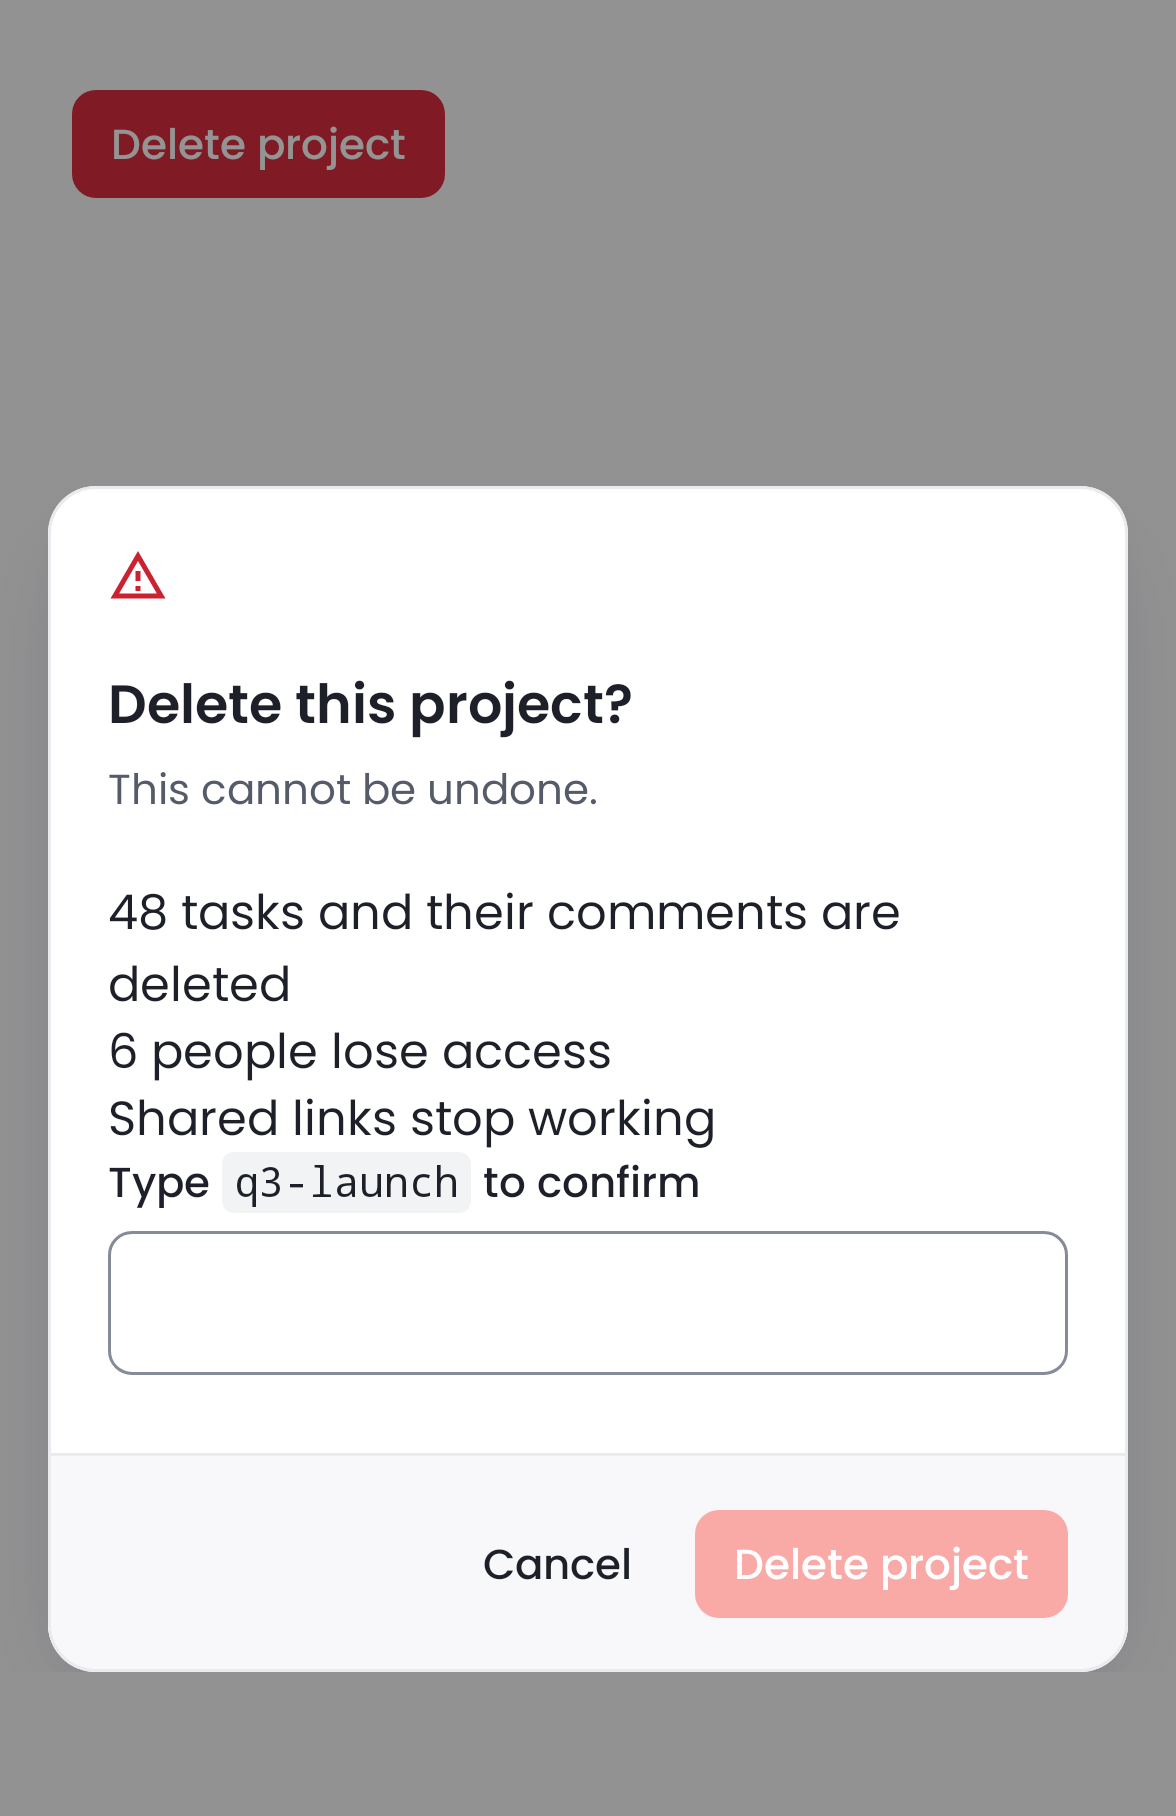 Delete project
Delete this project?
This cannot be undone.
48 tasks and their comments are
deleted
6 people lose access
Shared links stop working
Type q3-launch to confirm
Cancel Delete project